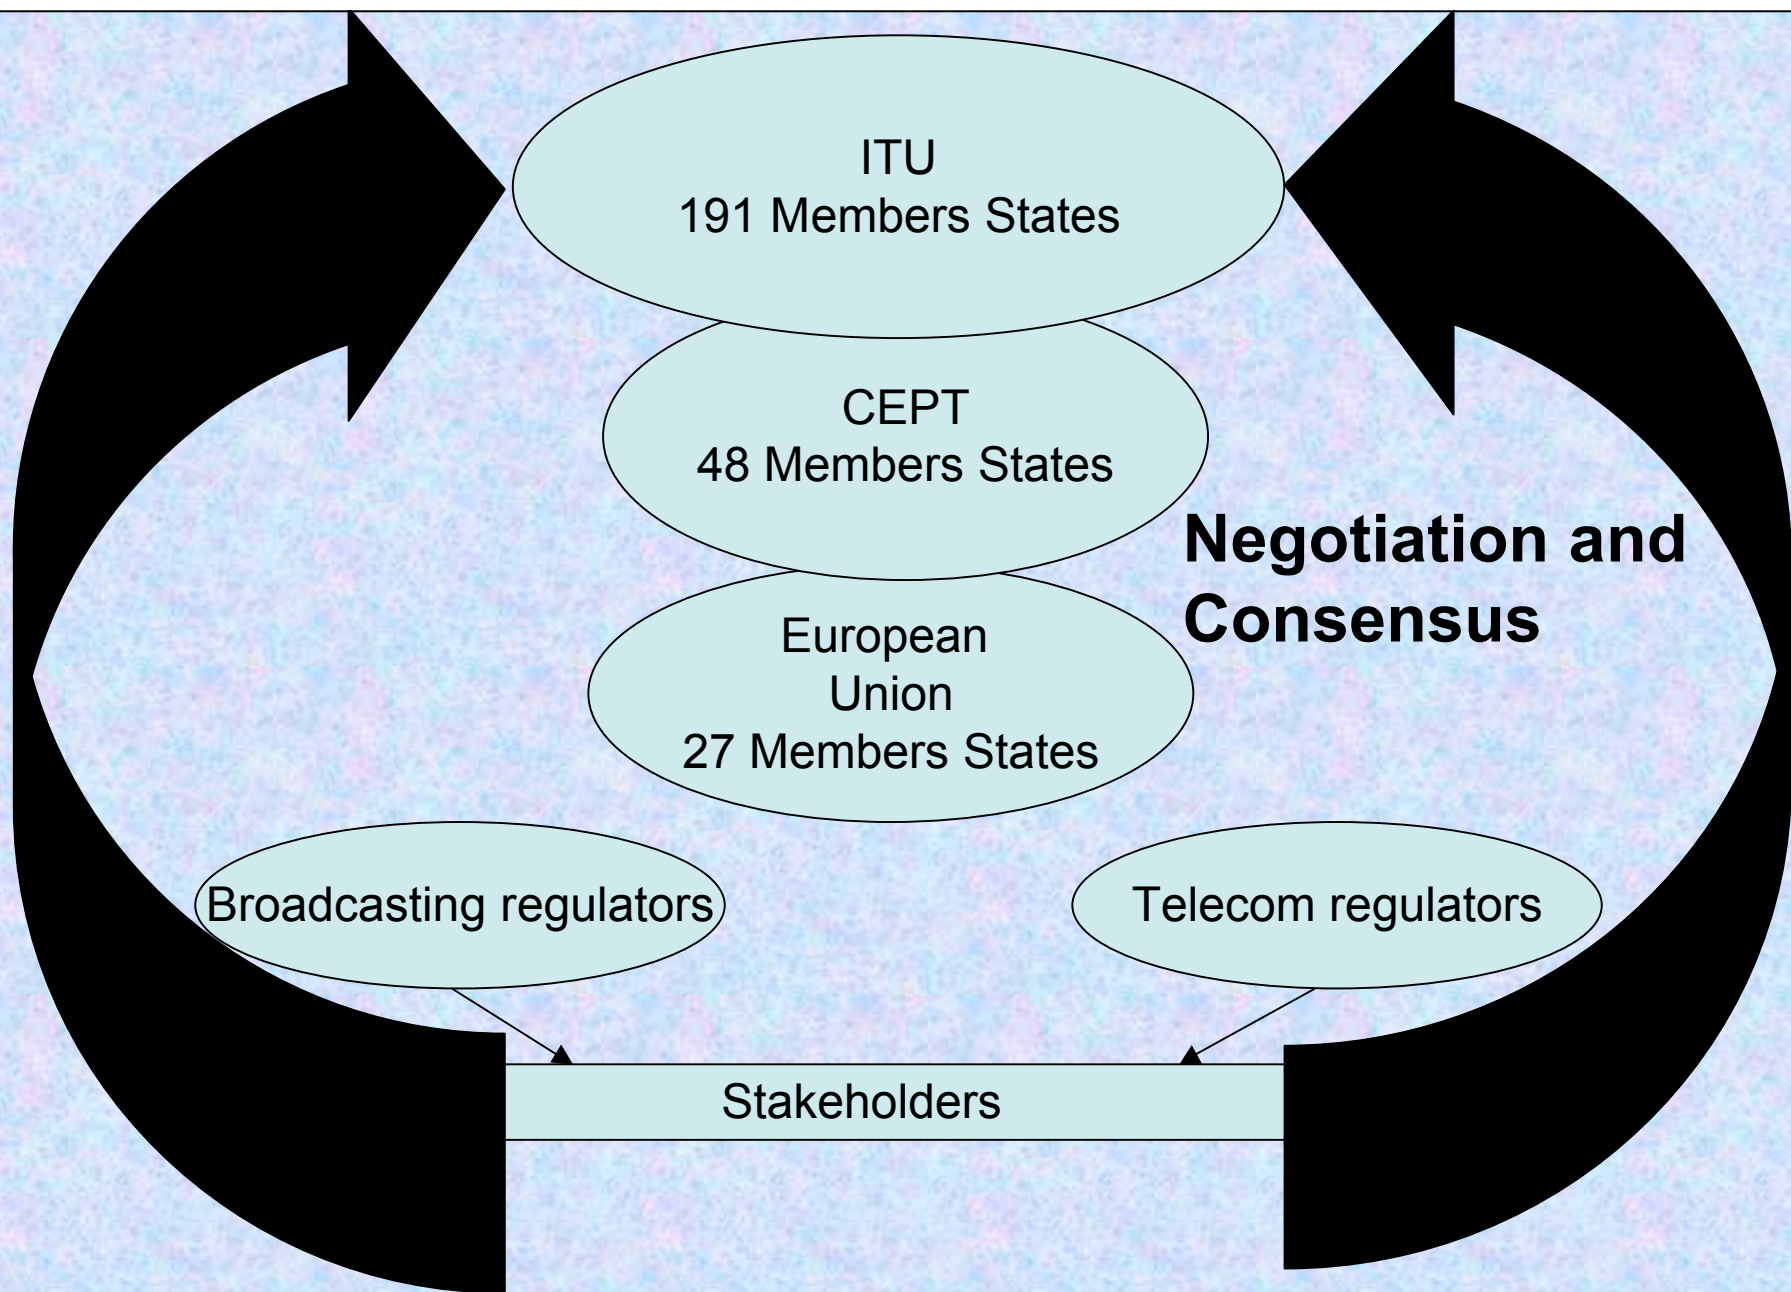 ITU
191 Members States
CEPT
48 Members States
Negotiation and
Consensus
European
Union
27 Members States
Broadcasting regulators
Telecom regulators
Stakeholders